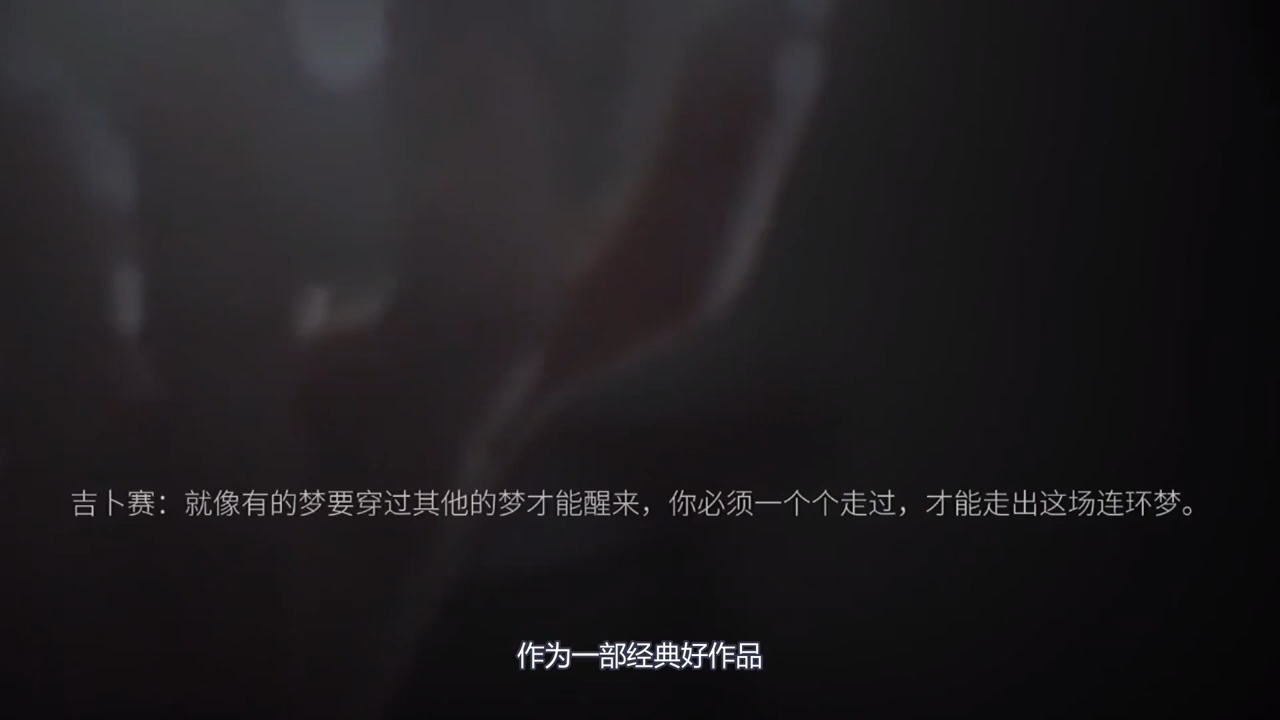 吉卜赛：就像有的梦要穿过其他的梦才能醒来，你必须一个个走过，才能走出这场连环梦。
作为一部经典好作品